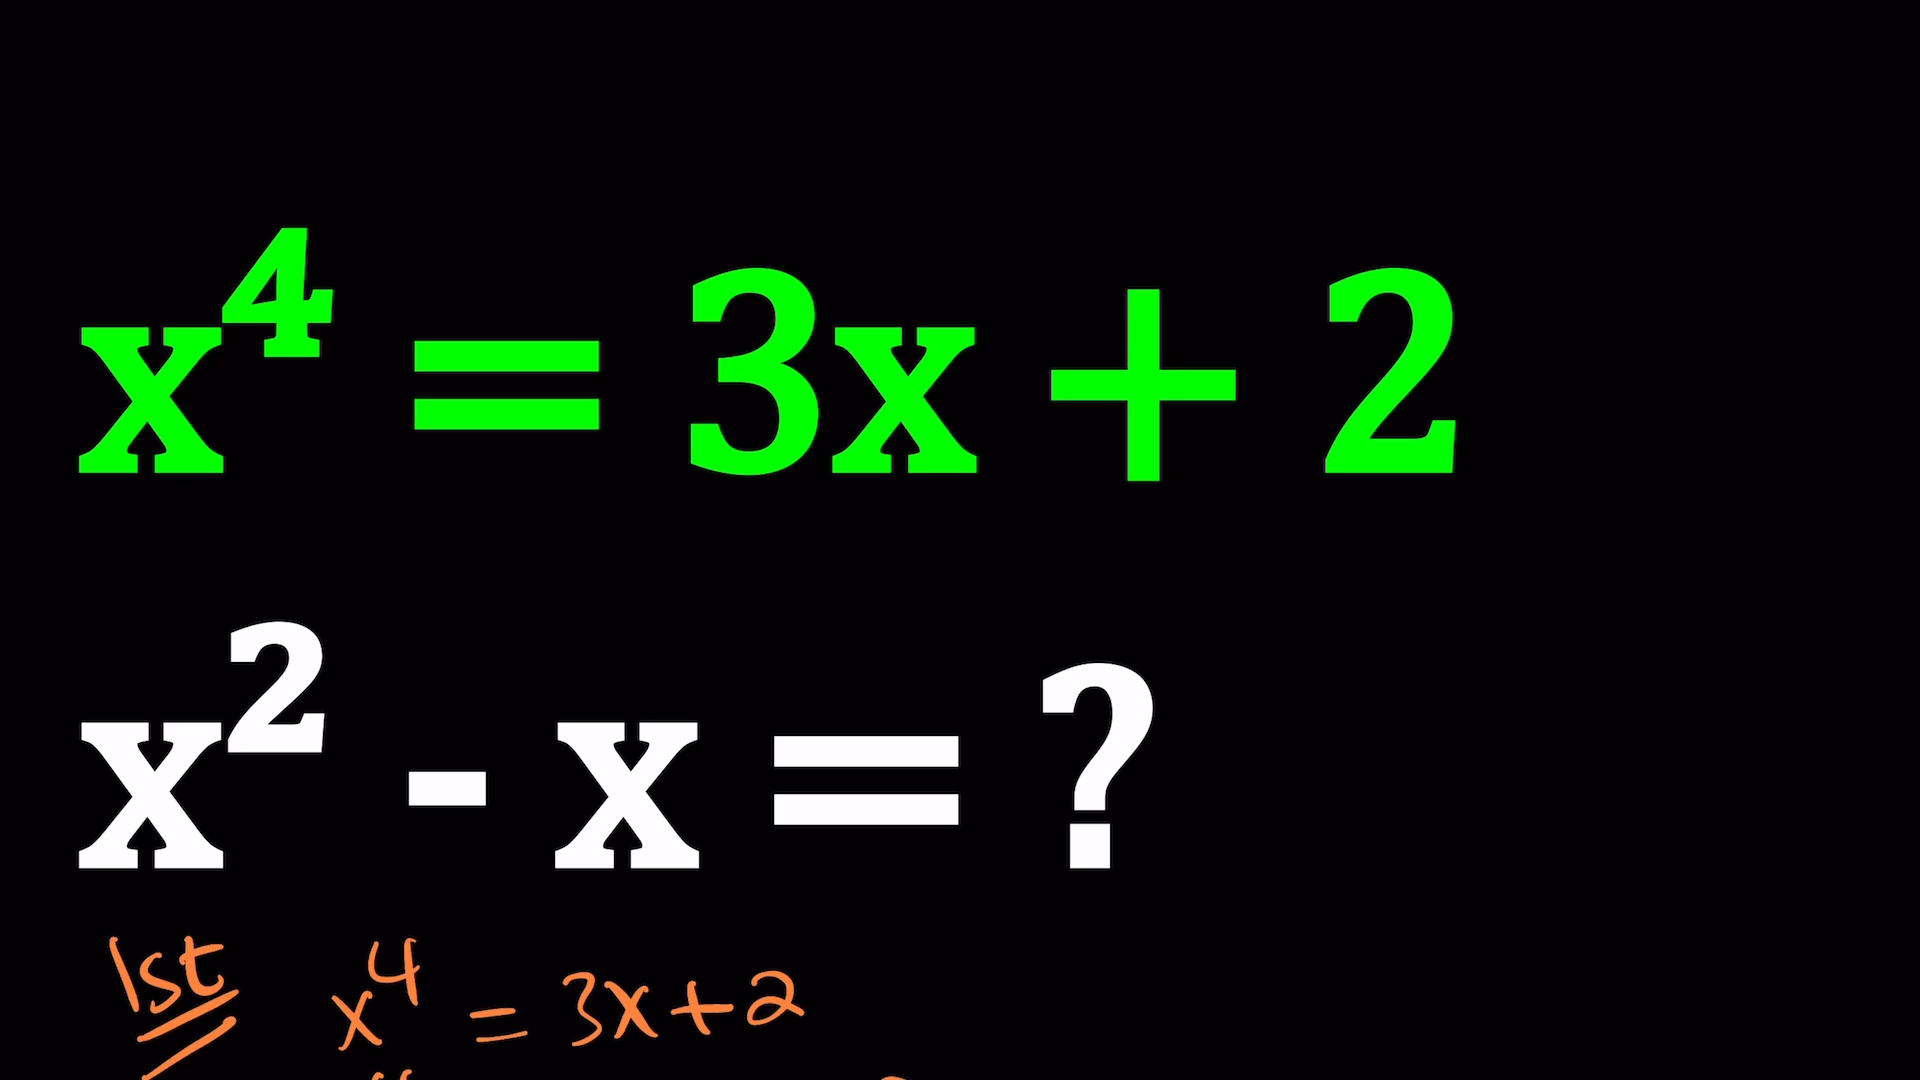 x⁴ = 3x + 2
x² - x = ?
1st x⁴ = 3x+2